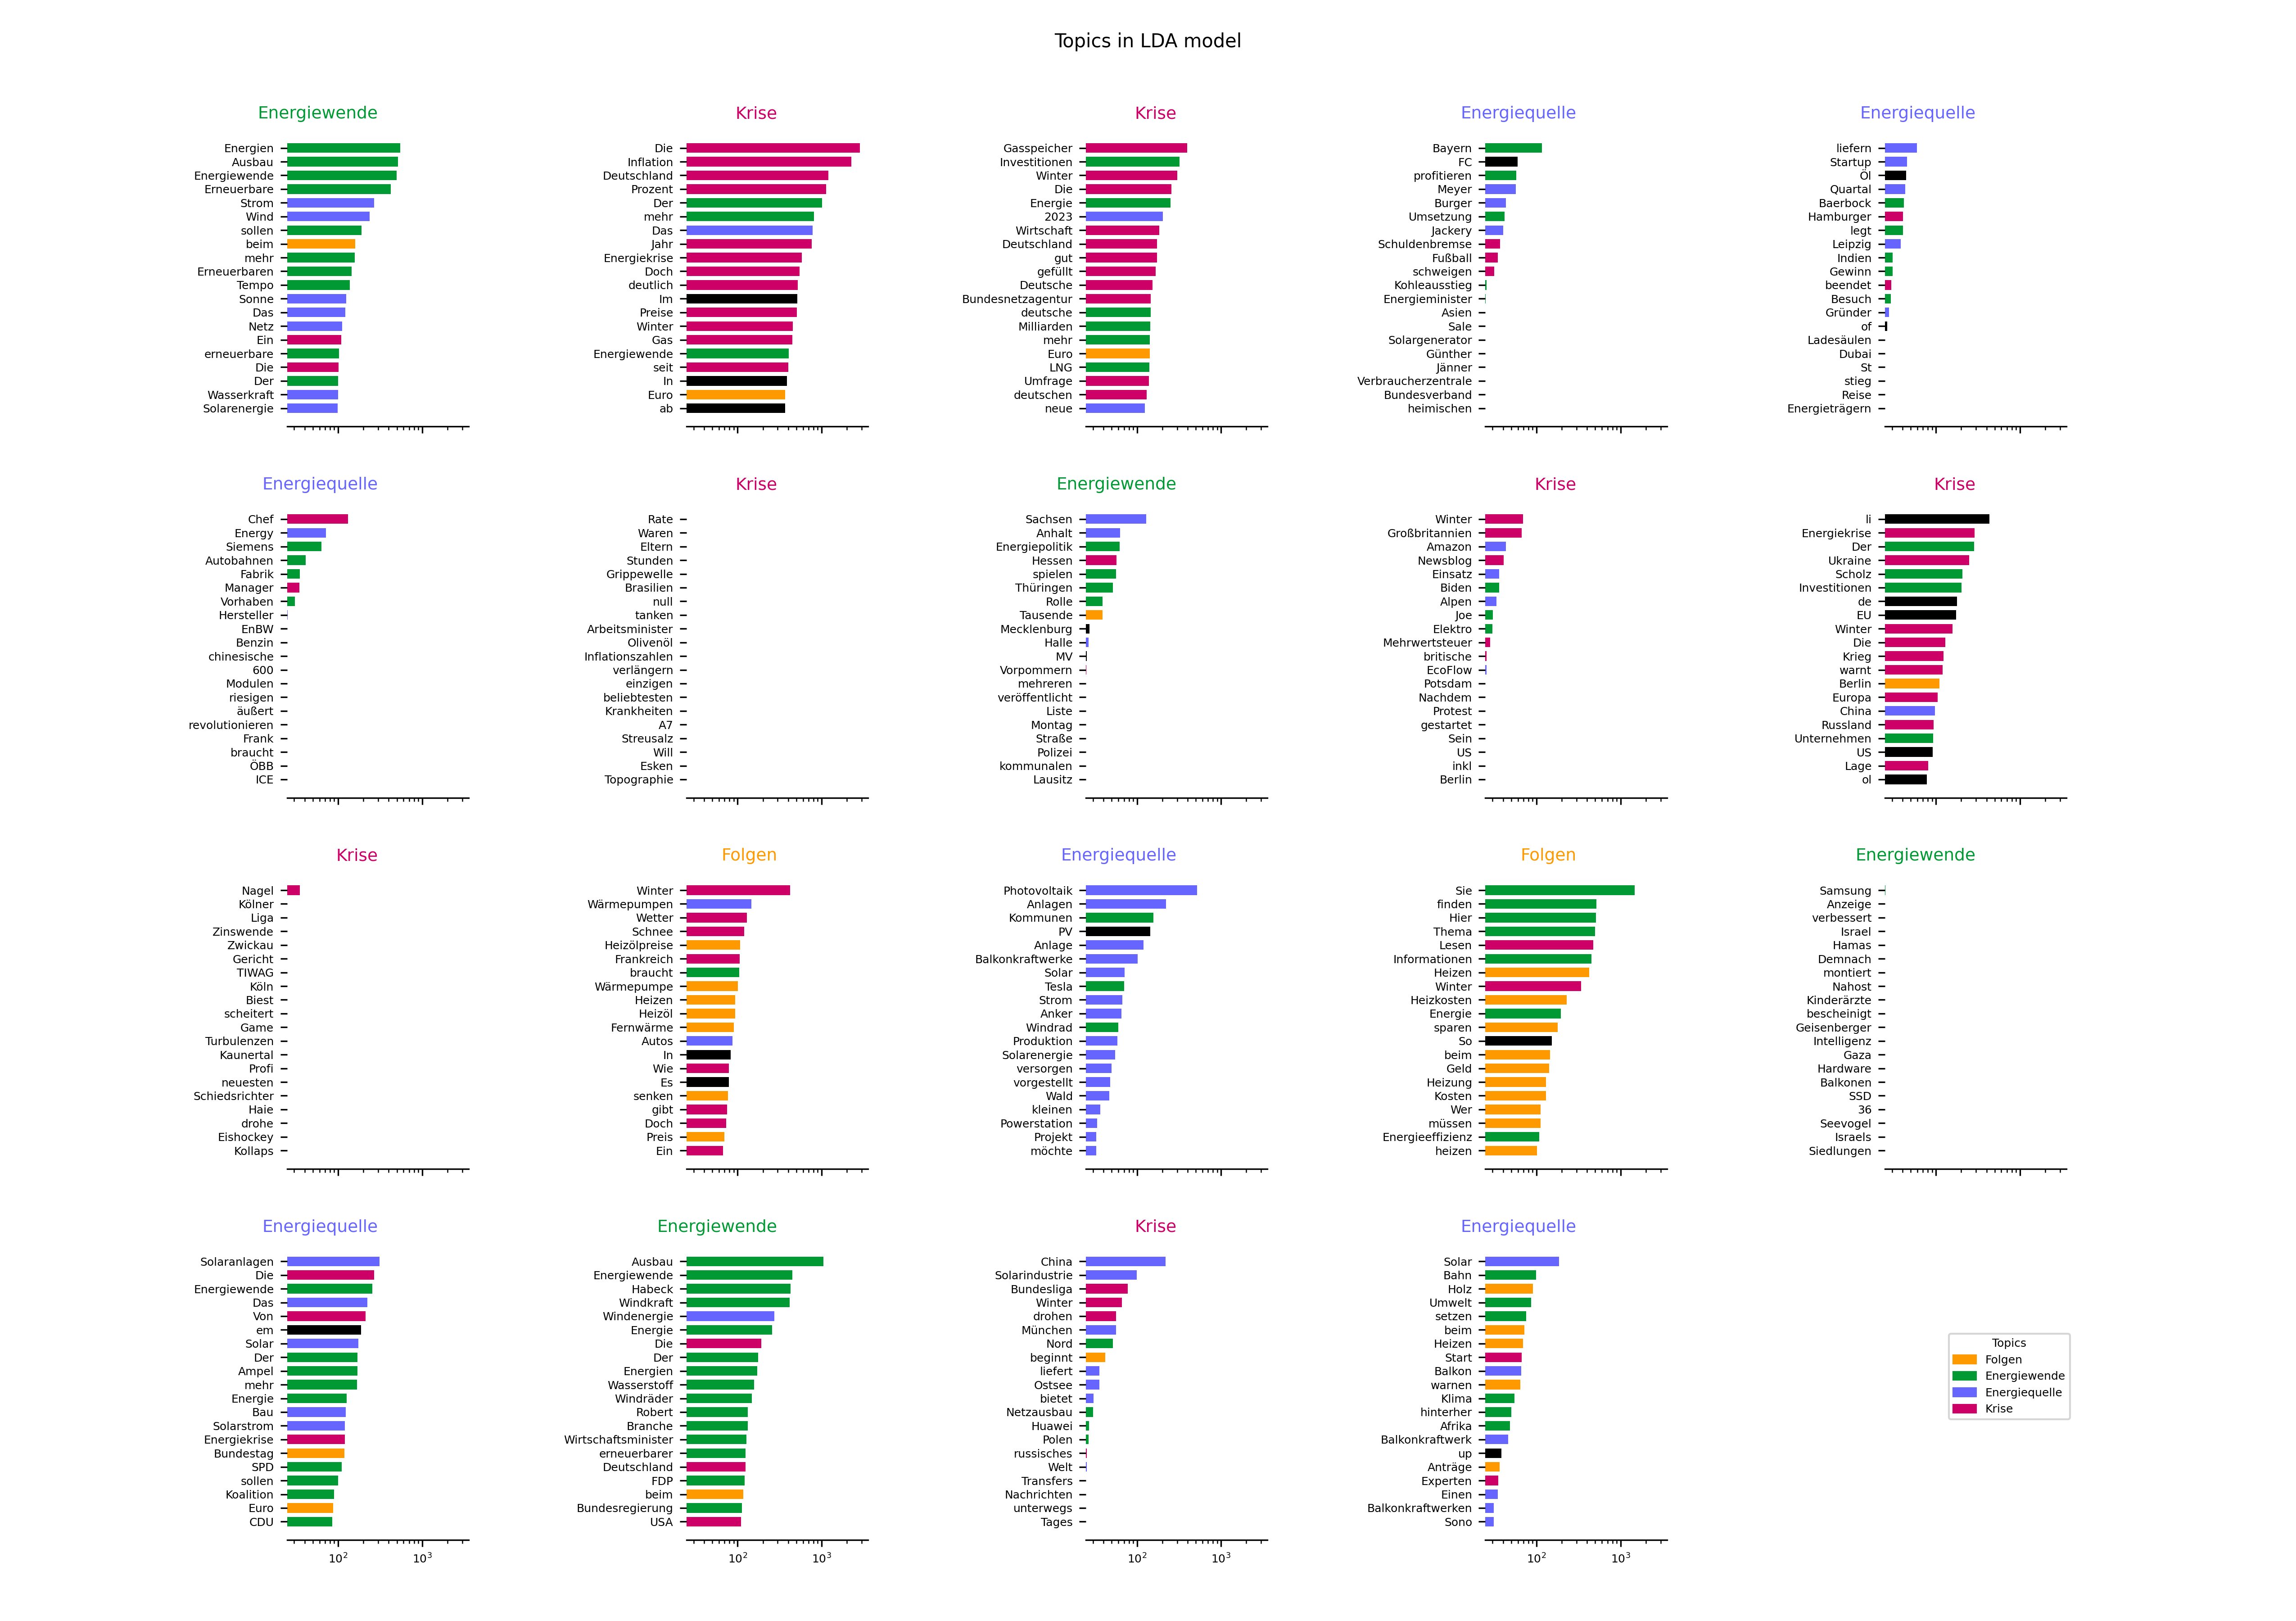 Topics in LDA model
Energiewende
Energien
Ausbau
Energiewende
Erneuerbare
Strom
Wind
sollen
beim
mehr
Erneuerbaren
Tempo
Sonne
Das
Netz
Ein
erneuerbare
Die
Der
Wasserkraft
Solarenergie
Krise
Die
Inflation
Deutschland
Prozent
Der
mehr
Das
Jahr
Energiekrise
Doch
deutlich
Im
Preise
Winter
Gas
Energiewende
seit
In
Euro
ab
Krise
Gasspeicher
Investitionen
Winter
Die
Energie
2023
Wirtschaft
Deutschland
gut
gefüllt
Deutsche
Bundesnetzagentur
deutsche
Milliarden
mehr
Euro
LNG
Umfrage
deutschen
neue
Energiequelle
Bayern
FC
profitieren
Meyer
Burger
Umsetzung
Jackery
Schuldenbremse
Fußball
schweigen
Kohleausstieg
Energieminister
Asien
Sale
Solargenerator
Günther
Jänner
Verbraucherzentrale
Bundesverband
heimischen
Energiequelle
liefern
Startup
Öl
Quartal
Baerbock
Hamburger
legt
Leipzig
Indien
Gewinn
beendet
Besuch
Gründer
of
Ladesäulen
Dubai
St
stieg
Reise
Energieträgern
Energiequelle
Chef
Energy
Siemens
Autobahnen
Fabrik
Manager
Vorhaben
Hersteller
EnBW
Benzin
chinesische
600
Modulen
riesigen
äußert
revolutionieren
Frank
braucht
ÖBB
ICE
Krise
Rate
Waren
Eltern
Stunden
Grippewelle
Brasilien
null
tanken
Arbeitsminister
Olivenöl
Inflationszahlen
verlängern
einzigen
beliebtesten
Krankheiten
A7
Streusalz
Will
Esken
Topographie
Energiewende
Sachsen
Anhalt
Energiepolitik
Hessen
spielen
Thüringen
Rolle
Tausende
Mecklenburg
Halle
MV
Vorpommern
mehreren
veröffentlicht
Liste
Montag
Straße
Polizei
kommunalen
Lausitz
Krise
Winter
Großbritannien
Amazon
Newsblog
Einsatz
Biden
Alpen
Joe
Elektro
Mehrwertsteuer
britische
EcoFlow
Potsdam
Nachdem
Protest
gestartet
Sein
US
inkl
Berlin
Krise
li
Energiekrise
Der
Ukraine
Scholz
Investitionen
de
EU
Winter
Die
Krieg
warnt
Berlin
Europa
China
Russland
Unternehmen
US
Lage
ol
Krise
Nagel
Kölner
Liga
Zinswende
Zwickau
Gericht
TIWAG
Köln
Biest
scheitert
Game
Turbulenzen
Kaunertal
Profi
neuesten
Schiedsrichter
Haie
drohe
Eishockey
Kollaps
Folgen
Winter
Wärmepumpen
Wetter
Schnee
Heizölpreise
Frankreich
braucht
Wärmepumpe
Heizen
Heizöl
Fernwärme
Autos
In
Wie
Es
senken
gibt
Doch
Preis
Ein
Energiequelle
Photovoltaik
Anlagen
Kommunen
PV
Anlage
Balkonkraftwerke
Solar
Tesla
Strom
Anker
Windrad
Produktion
Solarenergie
versorgen
vorgestellt
Wald
kleinen
Powerstation
Projekt
möchte
Folgen
Sie
finden
Hier
Thema
Lesen
Informationen
Heizen
Winter
Heizkosten
Energie
sparen
So
beim
Geld
Heizung
Kosten
Wer
müssen
Energieeffizienz
heizen
Energiewende
Samsung
Anzeige
verbessert
Israel
Hamas
Demnach
montiert
Nahost
Kinderärzte
bescheinigt
Geisenberger
Intelligenz
Gaza
Hardware
Balkonen
SSD
36
Seevogel
Israels
Siedlungen
Energiequelle
Solaranlagen
Die
Energiewende
Das
Von
em
Solar
Der
Ampel
mehr
Energie
Bau
Solarstrom
Energiekrise
Bundestag
SPD
sollen
Koalition
Euro
CDU
10²
10³
Energiewende
Ausbau
Energiewende
Habeck
Windkraft
Windenergie
Energie
Die
Der
Energien
Wasserstoff
Windräder
Robert
Branche
Wirtschaftsminister
erneuerbarer
Deutschland
FDP
beim
Bundesregierung
USA
10²
10³
Krise
China
Solarindustrie
Bundesliga
Winter
drohen
München
Nord
beginnt
liefert
Ostsee
bietet
Netzausbau
Huawei
Polen
russisches
Welt
Transfers
Nachrichten
unterwegs
Tages
10²
10³
Energiequelle
Solar
Bahn
Holz
Umwelt
setzen
beim
Heizen
Start
Balkon
warnen
Klima
hinterher
Afrika
Balkonkraftwerk
up
Anträge
Experten
Einen
Balkonkraftwerken
Sono
10²
10³
Topics
Folgen
Energiewende
Energiequelle
Krise